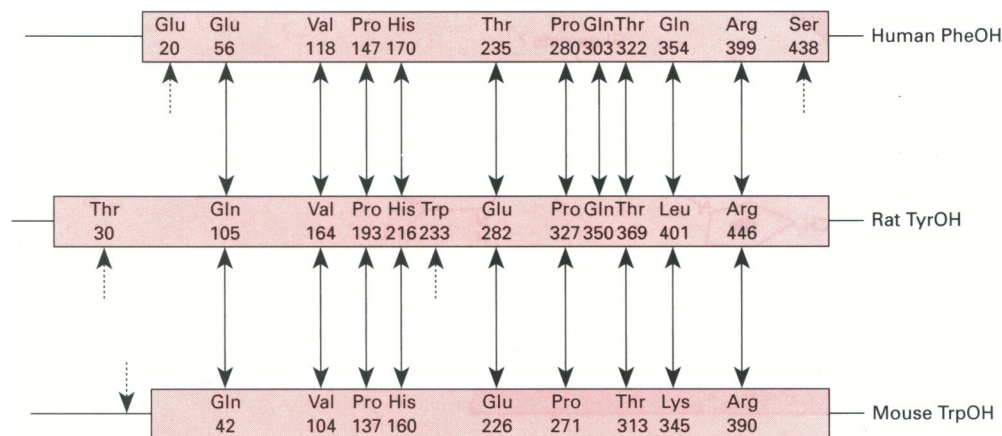 Glu Glu Val Pro His Thr Pro Gln Thr Gln Arg Ser
20 56 118 147 170 235 280 303 322 354 399 438
Human PheOH
Thr Gln Val Pro His Trp Glu Pro Gln Thr Leu Arg
30 105 164 193 216 233 282 327 350 369 401 446
Rat TyrOH
Gln Val Pro His Glu Pro Thr Lys Arg
42 104 137 160 226 271 313 345 390
Mouse TrpOH